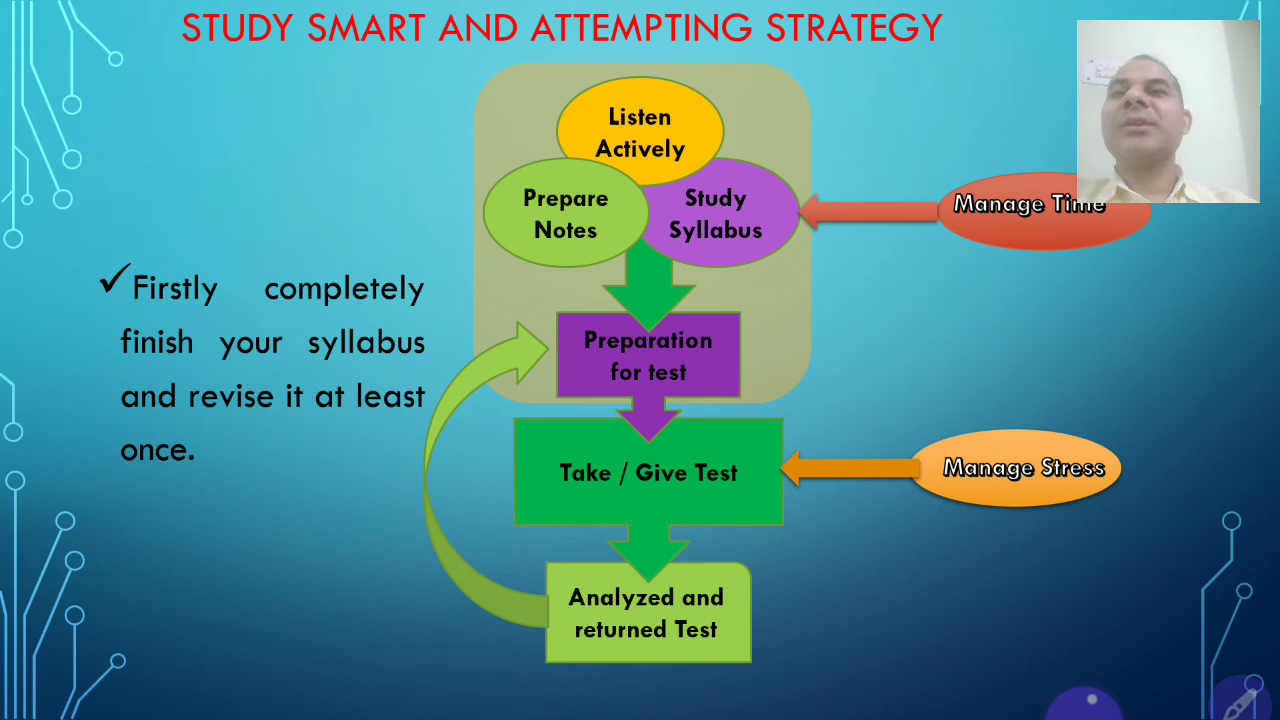 STUDY SMART AND ATTEMPTING STRATEGY
Listen
Actively
Prepare
Notes
Study
Syllabus
Manage Time
✓Firstly completely
finish your syllabus
and revise it at least
once.
Preparation
for test
Take / Give Test
Manage Stress
Analyzed and
returned Test